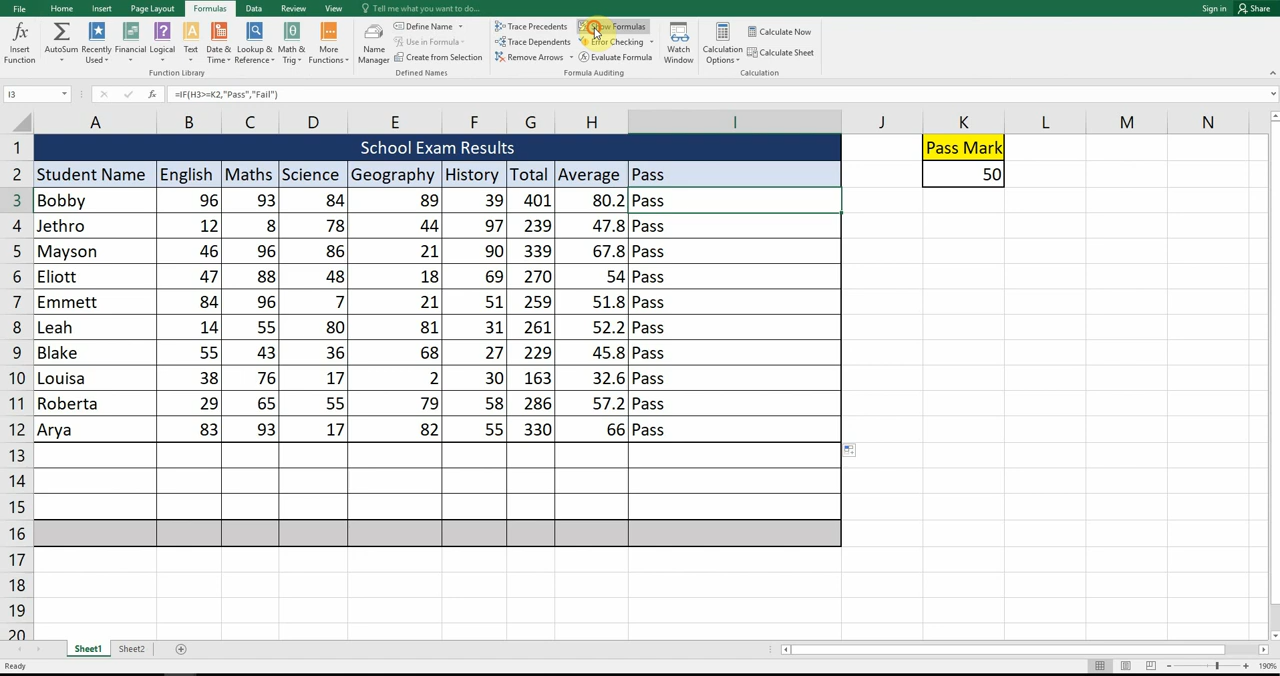 File Home Insert Page Layout Formulas Data Review View Tell me what you want to do... Sign in Share
Insert Function AutoSum Recently Used Financial Logical Text Date & Time Lookup & Reference Math & Trig More Functions
Function Library
Name Manager Define Name Use in Formula Create from Selection
Defined Names
Trace Precedents Show Formulas
Trace Dependents Error Checking
Remove Arrows Evaluate Formula
Formula Auditing
Watch Window
Calculation Options Calculate Now Calculate Sheet
Calculation
I3 fx =IF(H3>=K2,"Pass","Fail")
A B C D E F G H I J K L M N
1 School Exam Results Pass Mark
2 Student Name English Maths Science Geography History Total Average Pass 50
3 Bobby 96 93 84 89 39 401 80.2 Pass
4 Jethro 12 8 78 44 97 239 47.8 Pass
5 Mayson 46 96 86 21 90 339 67.8 Pass
6 Eliott 47 88 48 18 69 270 54 Pass
7 Emmett 84 96 7 21 51 259 51.8 Pass
8 Leah 14 55 80 81 31 261 52.2 Pass
9 Blake 55 43 36 68 27 229 45.8 Pass
10 Louisa 38 76 17 2 30 163 32.6 Pass
11 Roberta 29 65 55 79 58 286 57.2 Pass
12 Arya 83 93 17 82 55 330 66 Pass
13
14
15
16
17
18
19
20
Sheet1 Sheet2
Ready 190%